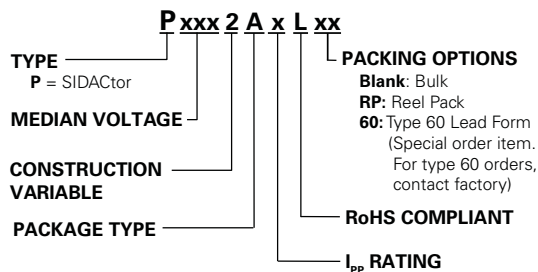 P xxx 2 A x L xx
TYPE
P = SIDACtor
MEDIAN VOLTAGE
CONSTRUCTION
VARIABLE
PACKAGE TYPE
PACKING OPTIONS
Blank: Bulk
RP: Reel Pack
60: Type 60 Lead Form
(Special order item.
For type 60 orders,
contact factory)
RoHS COMPLIANT
IPP RATING